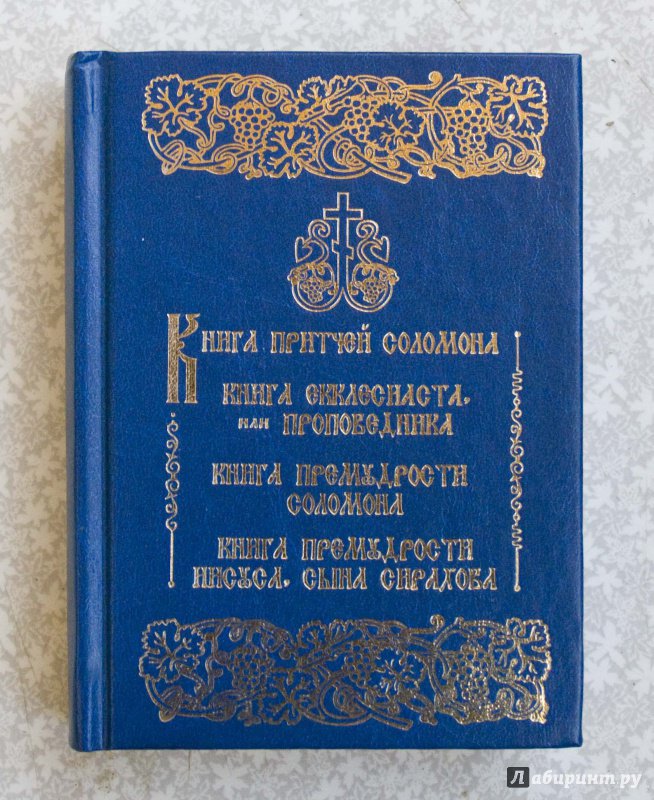 Книга притчей Соломона
Книга Екклесиаста,
или Проповедника
Книга Премудрости
Соломона
Книга Премудрости
Иисуса, сына Сирахова
Лабиринт.ру